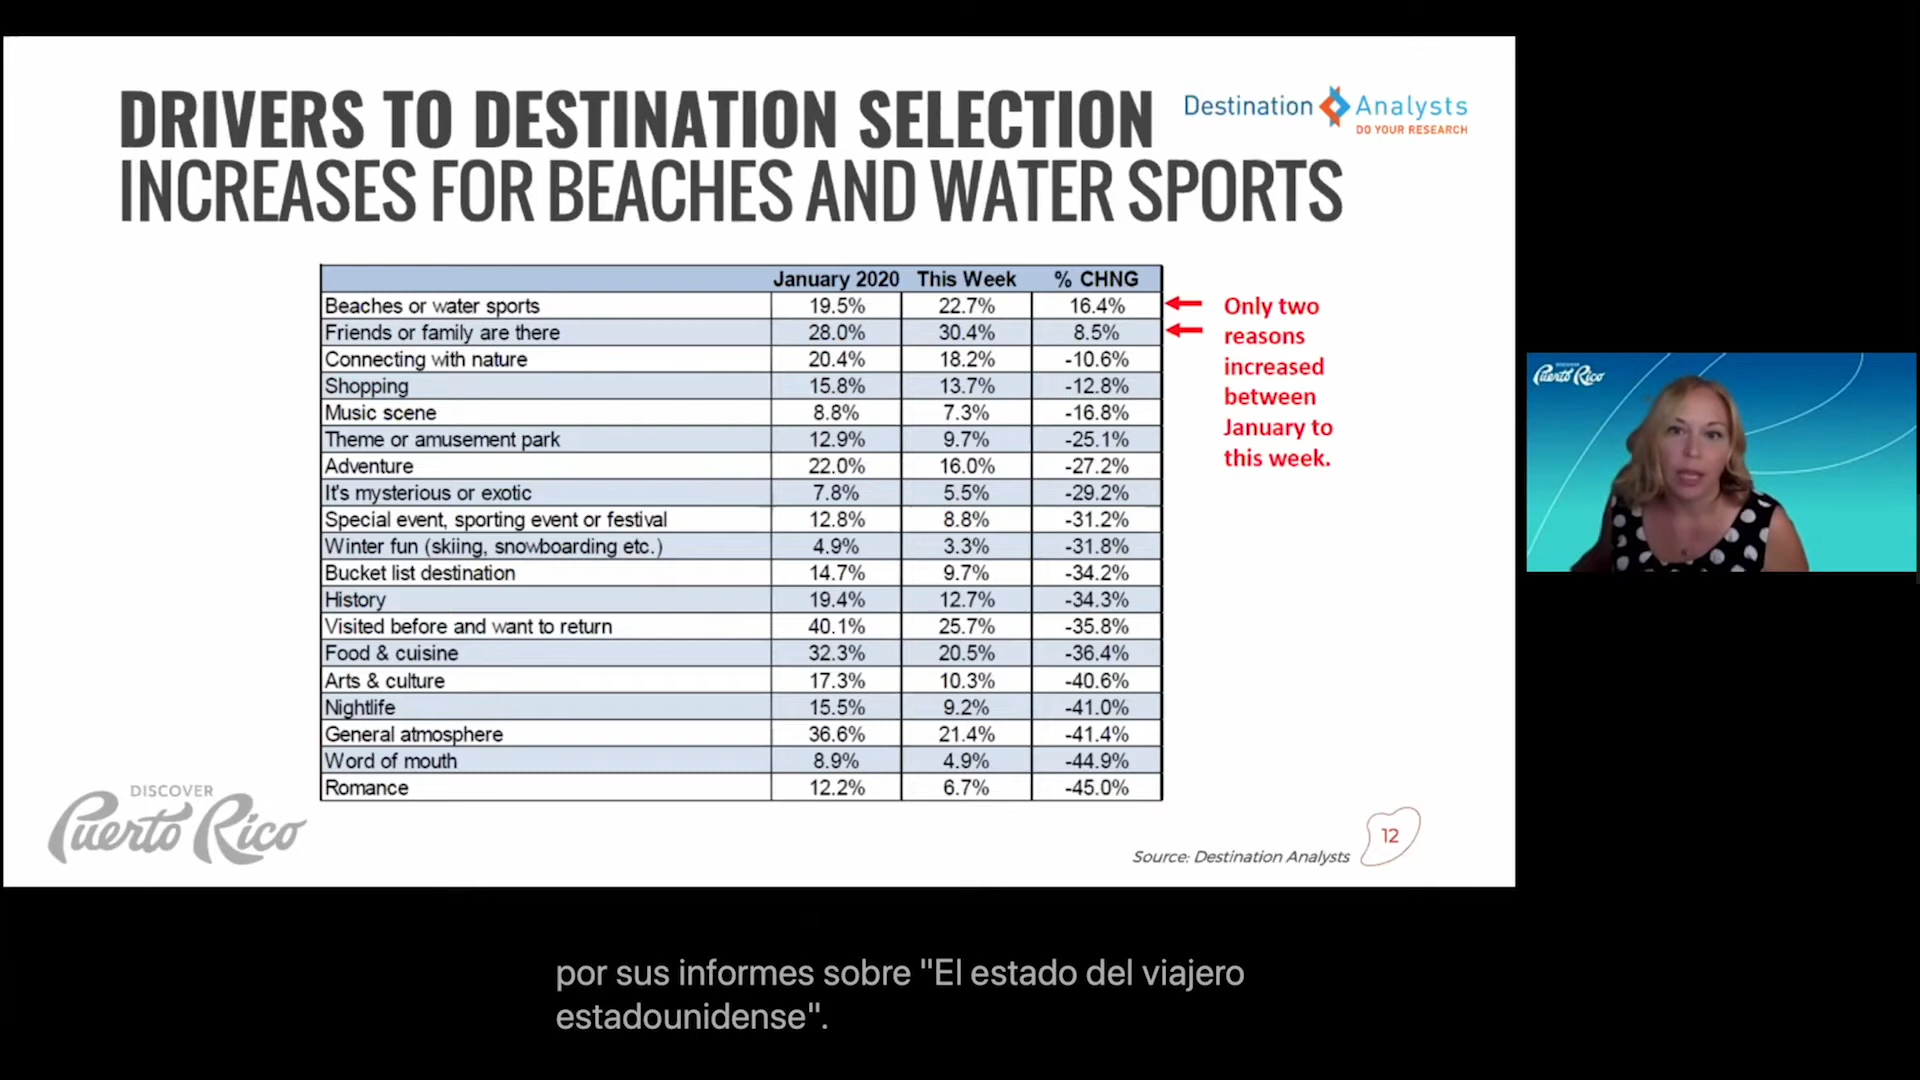 DRIVERS TO DESTINATION SELECTION
INCREASES FOR BEACHES AND WATER SPORTS
Destination Analysts
DO YOUR RESEARCH
January 2020 This Week % CHNG
Beaches or water sports 19.5% 22.7% 16.4%
Friends or family are there 28.0% 30.4% 8.5%
Connecting with nature 20.4% 18.2% -10.6%
Shopping 15.8% 13.7% -12.8%
Music scene 8.8% 7.3% -16.8%
Theme or amusement park 12.9% 9.7% -25.1%
Adventure 22.0% 16.0% -27.2%
It's mysterious or exotic 7.8% 5.5% -29.2%
Special event, sporting event or festival 12.8% 8.8% -31.2%
Winter fun (skiing, snowboarding etc.) 4.9% 3.3% -31.8%
Bucket list destination 14.7% 9.7% -34.2%
History 19.4% 12.7% -34.3%
Visited before and want to return 40.1% 25.7% -35.8%
Food & cuisine 32.3% 20.5% -36.4%
Arts & culture 17.3% 10.3% -40.6%
Nightlife 15.5% 9.2% -41.0%
General atmosphere 36.6% 21.4% -41.4%
Word of mouth 8.9% 4.9% -44.9%
Romance 12.2% 6.7% -45.0%
Only two
reasons
increased
between
January to
this week.
DISCOVER
Puerto Rico
Source: Destination Analysts
12
DISCOVER
Puerto Rico
por sus informes sobre "El estado del viajero
estadounidense".